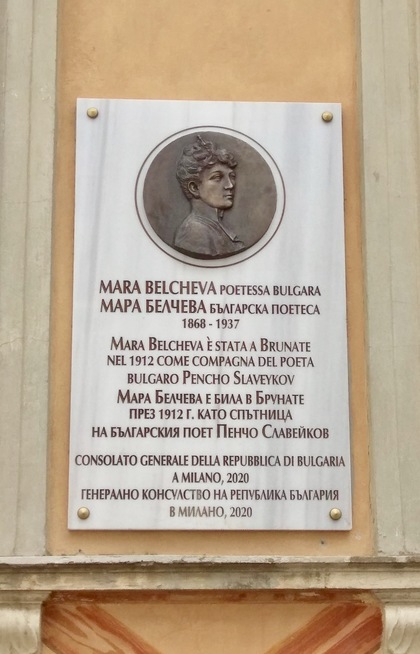 MARA BELCHEVA POETESSA BULGARA
МАРА БЕЛЧЕВА БЪЛГАРСКА ПОЕТЕСА
1868 - 1937
MARA BELCHEVA È STATA A BRUNATE
NEL 1912 COME COMPAGNA DEL POETA
BULGARO PENCHO SLAVEYKOV
МАРА БЕЛЧЕВА Е БИЛА В БРУНАТЕ
ПРЕЗ 1912 Г. КАТО СПЪТНИЦА
НА БЪЛГАРСКИЯ ПОЕТ ПЕНЧО СЛАВЕЙКОВ
CONSOLATO GENERALE DELLA REPUBBLICA DI BULGARIA
A MILANO, 2020
ГЕНЕРАЛНО КОНСУЛСТВО НА РЕПУБЛИКА БЪЛГАРИЯ
В МИЛАНО, 2020